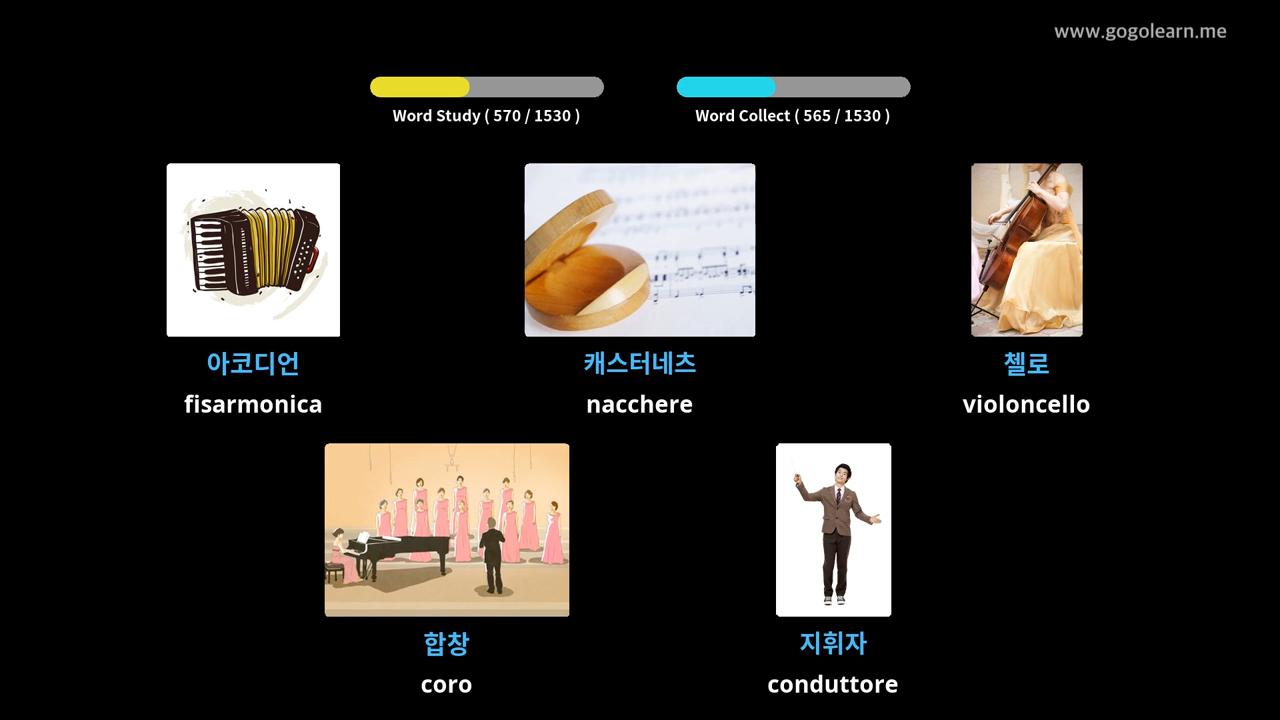 www.gogolearn.me
Word Study ( 570 / 1530 )
Word Collect ( 565 / 1530 )
아코디언
fisarmonica
캐스터네츠
nacchere
첼로
violoncello
합창
coro
지휘자
conduttore